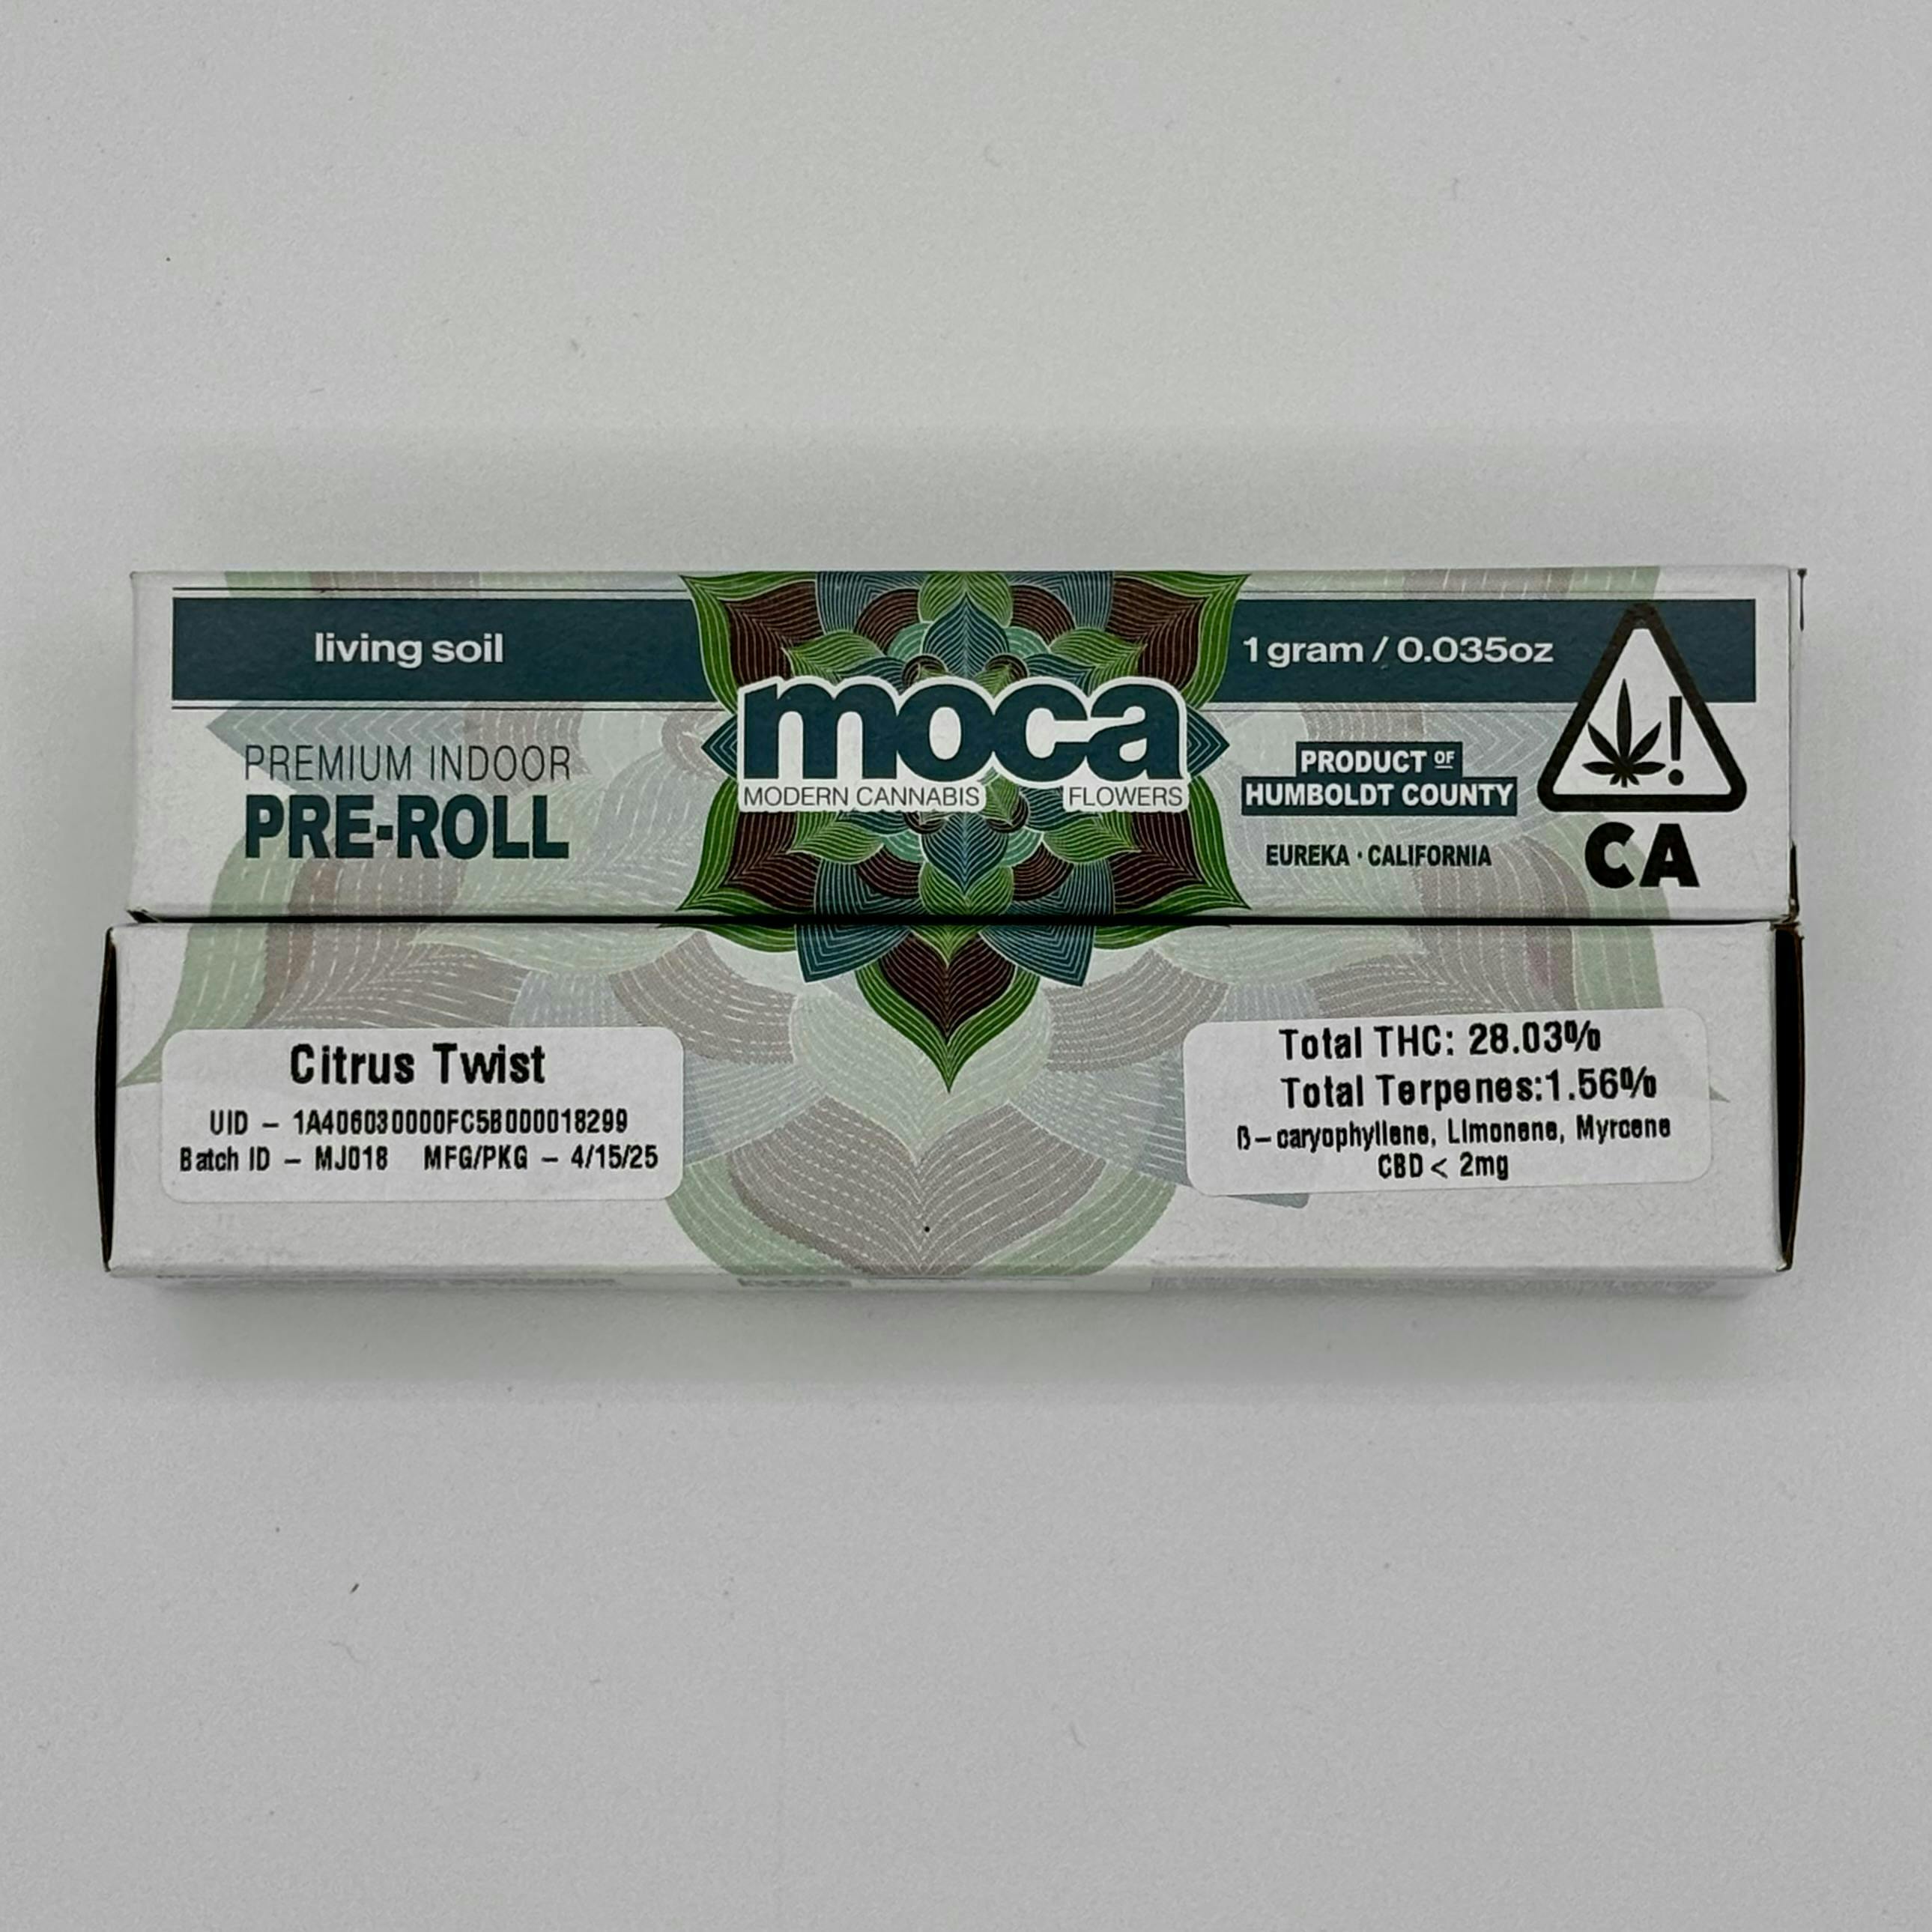 living soil
1 gram / 0.035oz
moca
MODERN CANNABIS FLOWERS
PREMIUM INDOOR
PRE-ROLL
PRODUCT OF
HUMBOLDT COUNTY
EUREKA · CALIFORNIA
!
CA
Citrus Twist
UID – 1A406030000FC5B000018299
Batch ID – MJ018 MFG/PKG – 4/15/25
Total THC: 28.03%
Total Terpenes:1.56%
β–caryophyllene, Limonene, Myrcene
CBD < 2mg